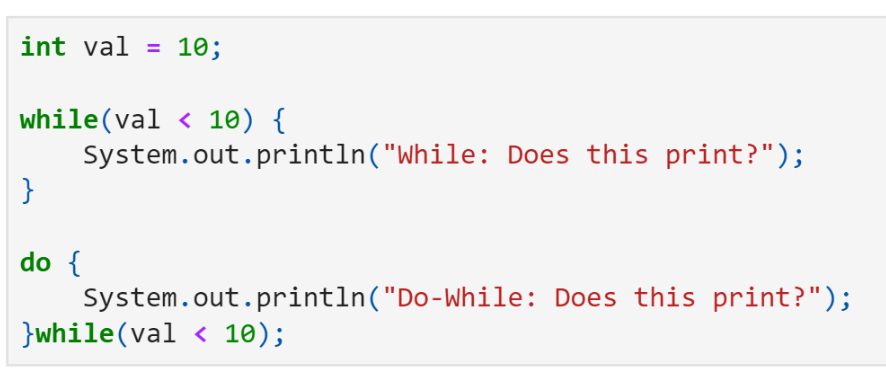 int val = 10;
while(val < 10) {
System.out.println("While: Does this print?");
}
do {
System.out.println("Do-While: Does this print?");
}while(val < 10);